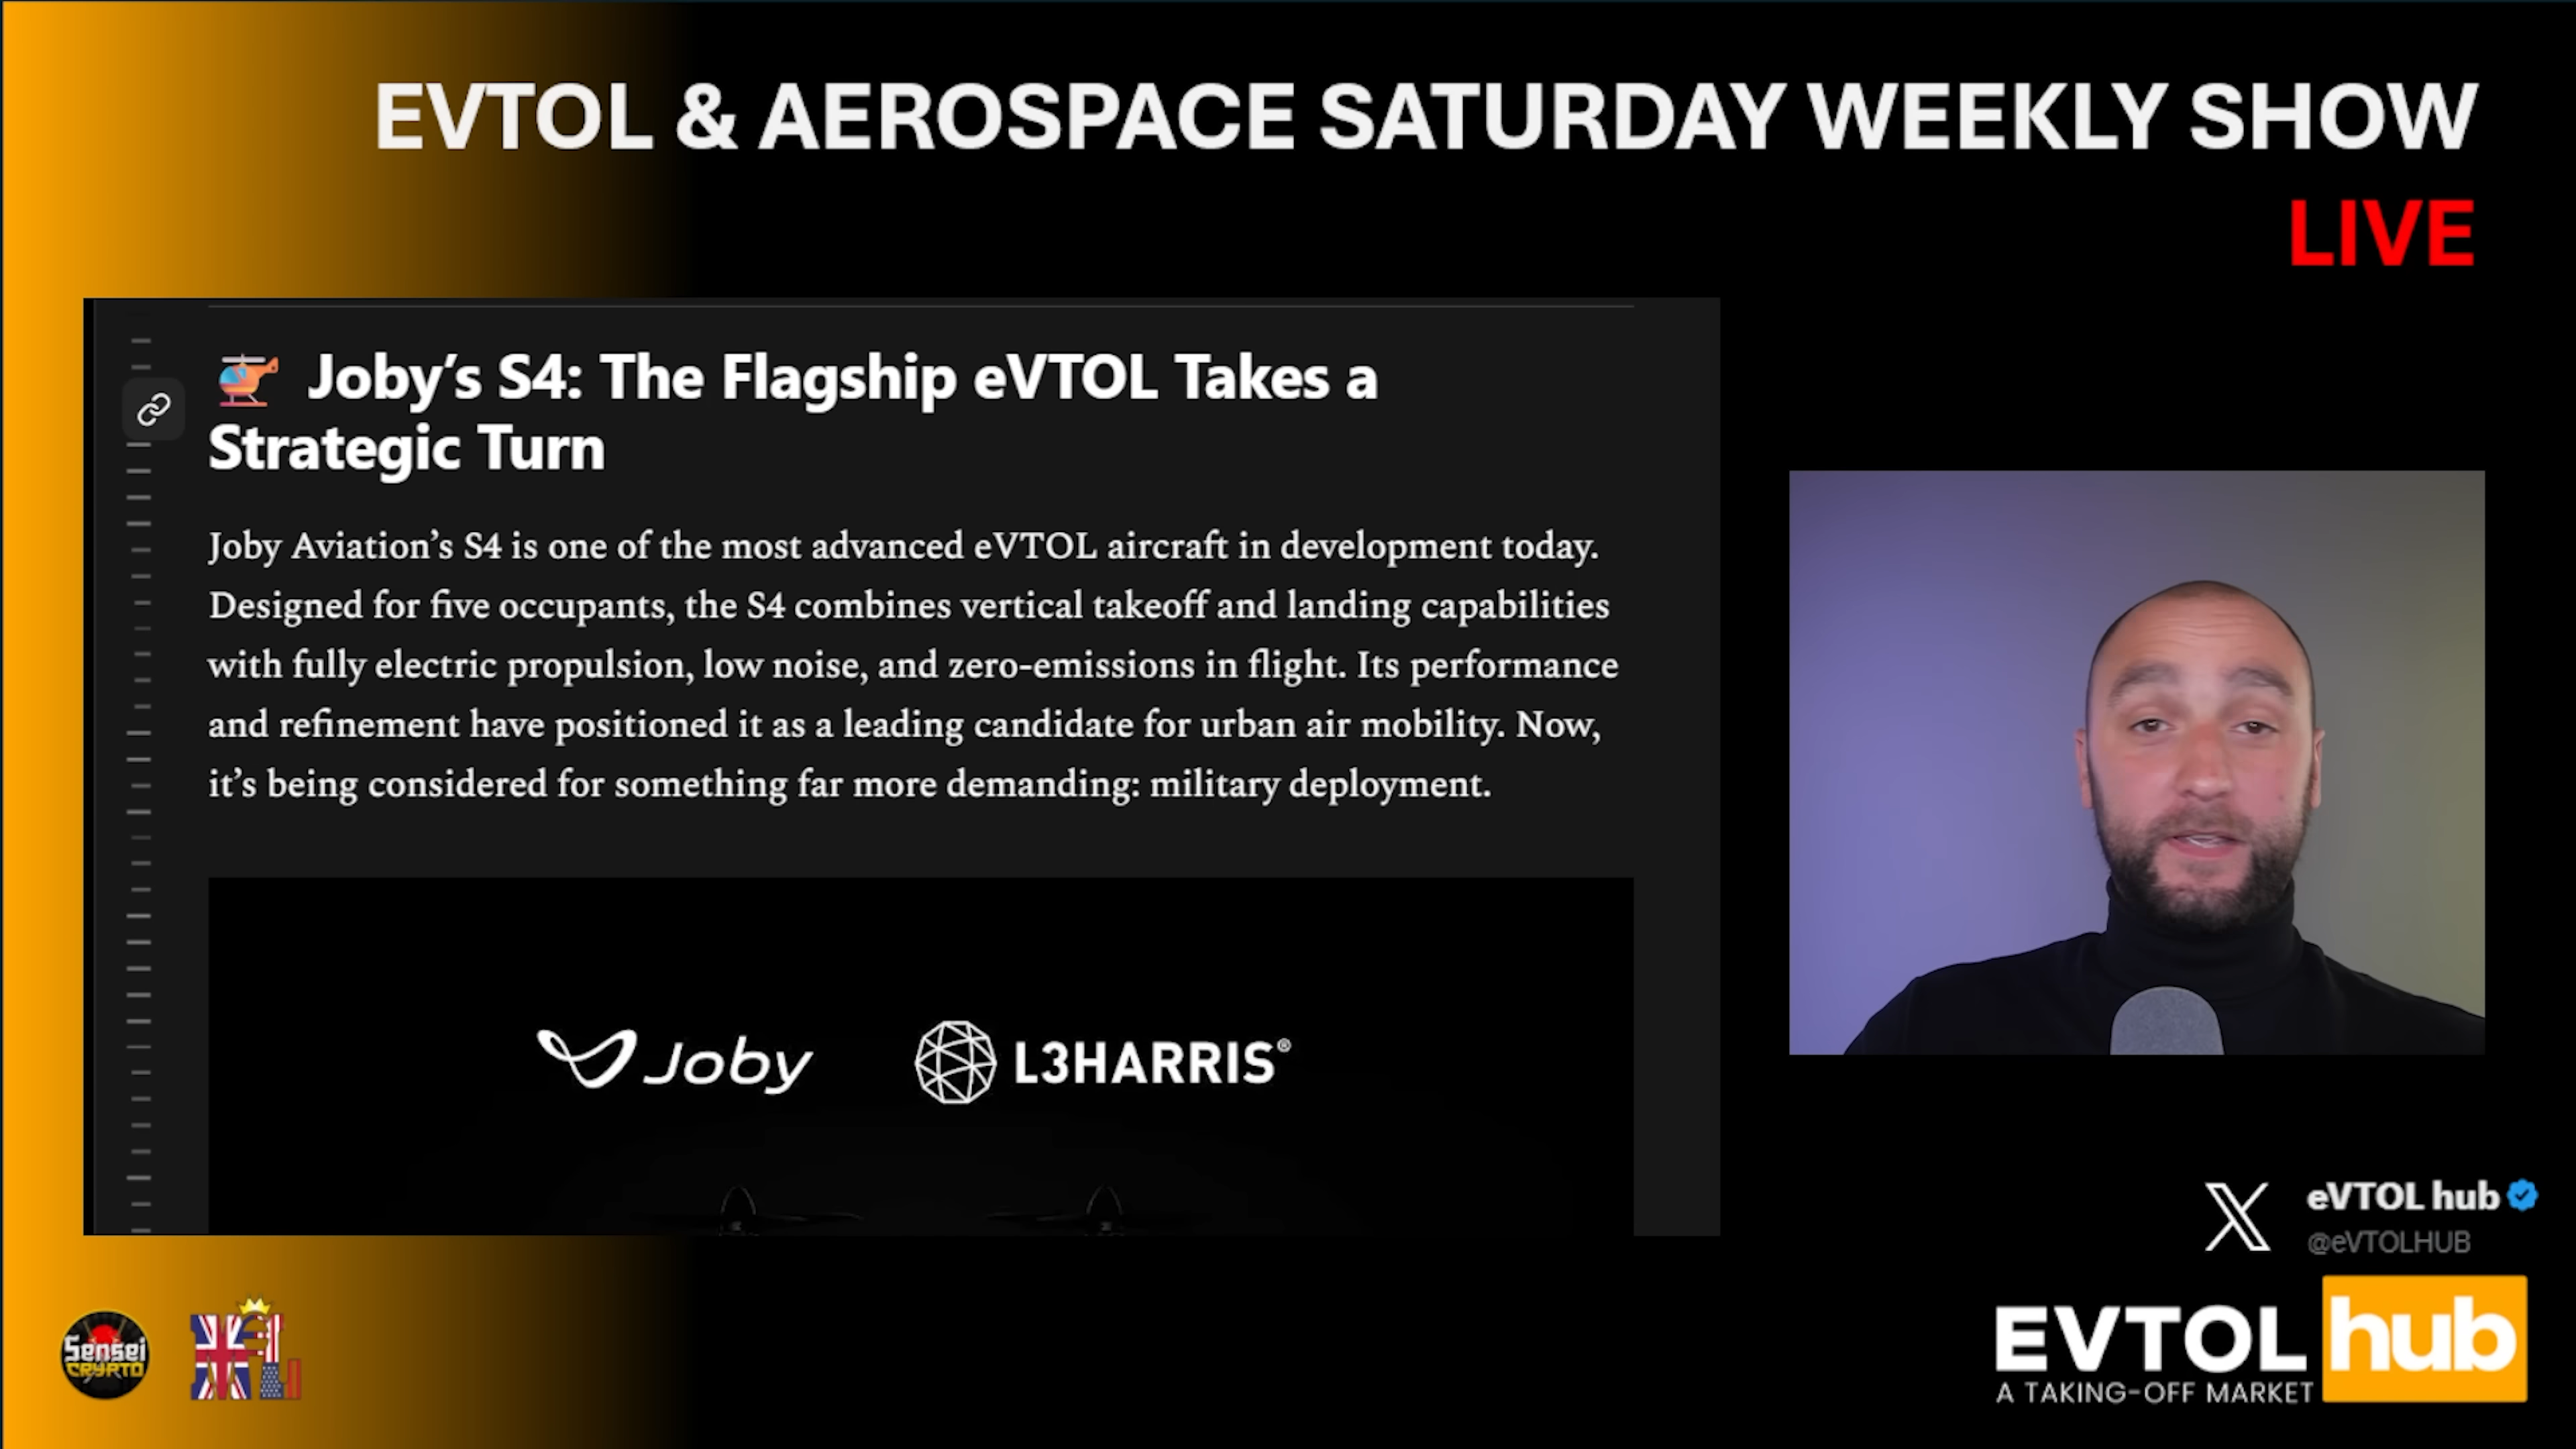 EVTOL & AEROSPACE SATURDAY WEEKLY SHOW
LIVE
Joby’s S4: The Flagship eVTOL Takes a
Strategic Turn
Joby Aviation’s S4 is one of the most advanced eVTOL aircraft in development today.
Designed for five occupants, the S4 combines vertical takeoff and landing capabilities
with fully electric propulsion, low noise, and zero-emissions in flight. Its performance
and refinement have positioned it as a leading candidate for urban air mobility. Now,
it’s being considered for something far more demanding: military deployment.
Joby
L3HARRIS®
eVTOL hub
@eVTOLHUB
EVTOL hub
A TAKING-OFF MARKET
Sensei
CRYPTO